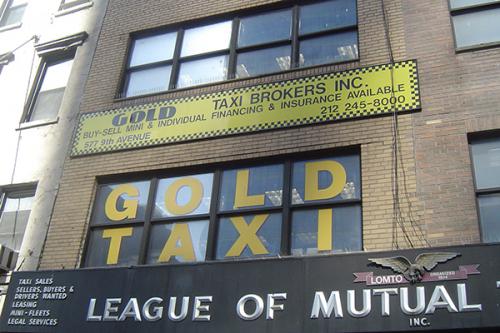 GOLD TAXI BROKERS INC.
BUY-SELL MINI & INDIVIDUAL FINANCING & INSURANCE AVAILABLE
577 9th AVENUE 212 245-8000
GOLD
TAXI
TAXI SALES
SELLERS, BUYERS &
DRIVERS WANTED
LEASING
MINI-FLEETS
LEGAL SERVICES
LEAGUE OF MUTUAL
INC.
LOMTO
ORGANIZED